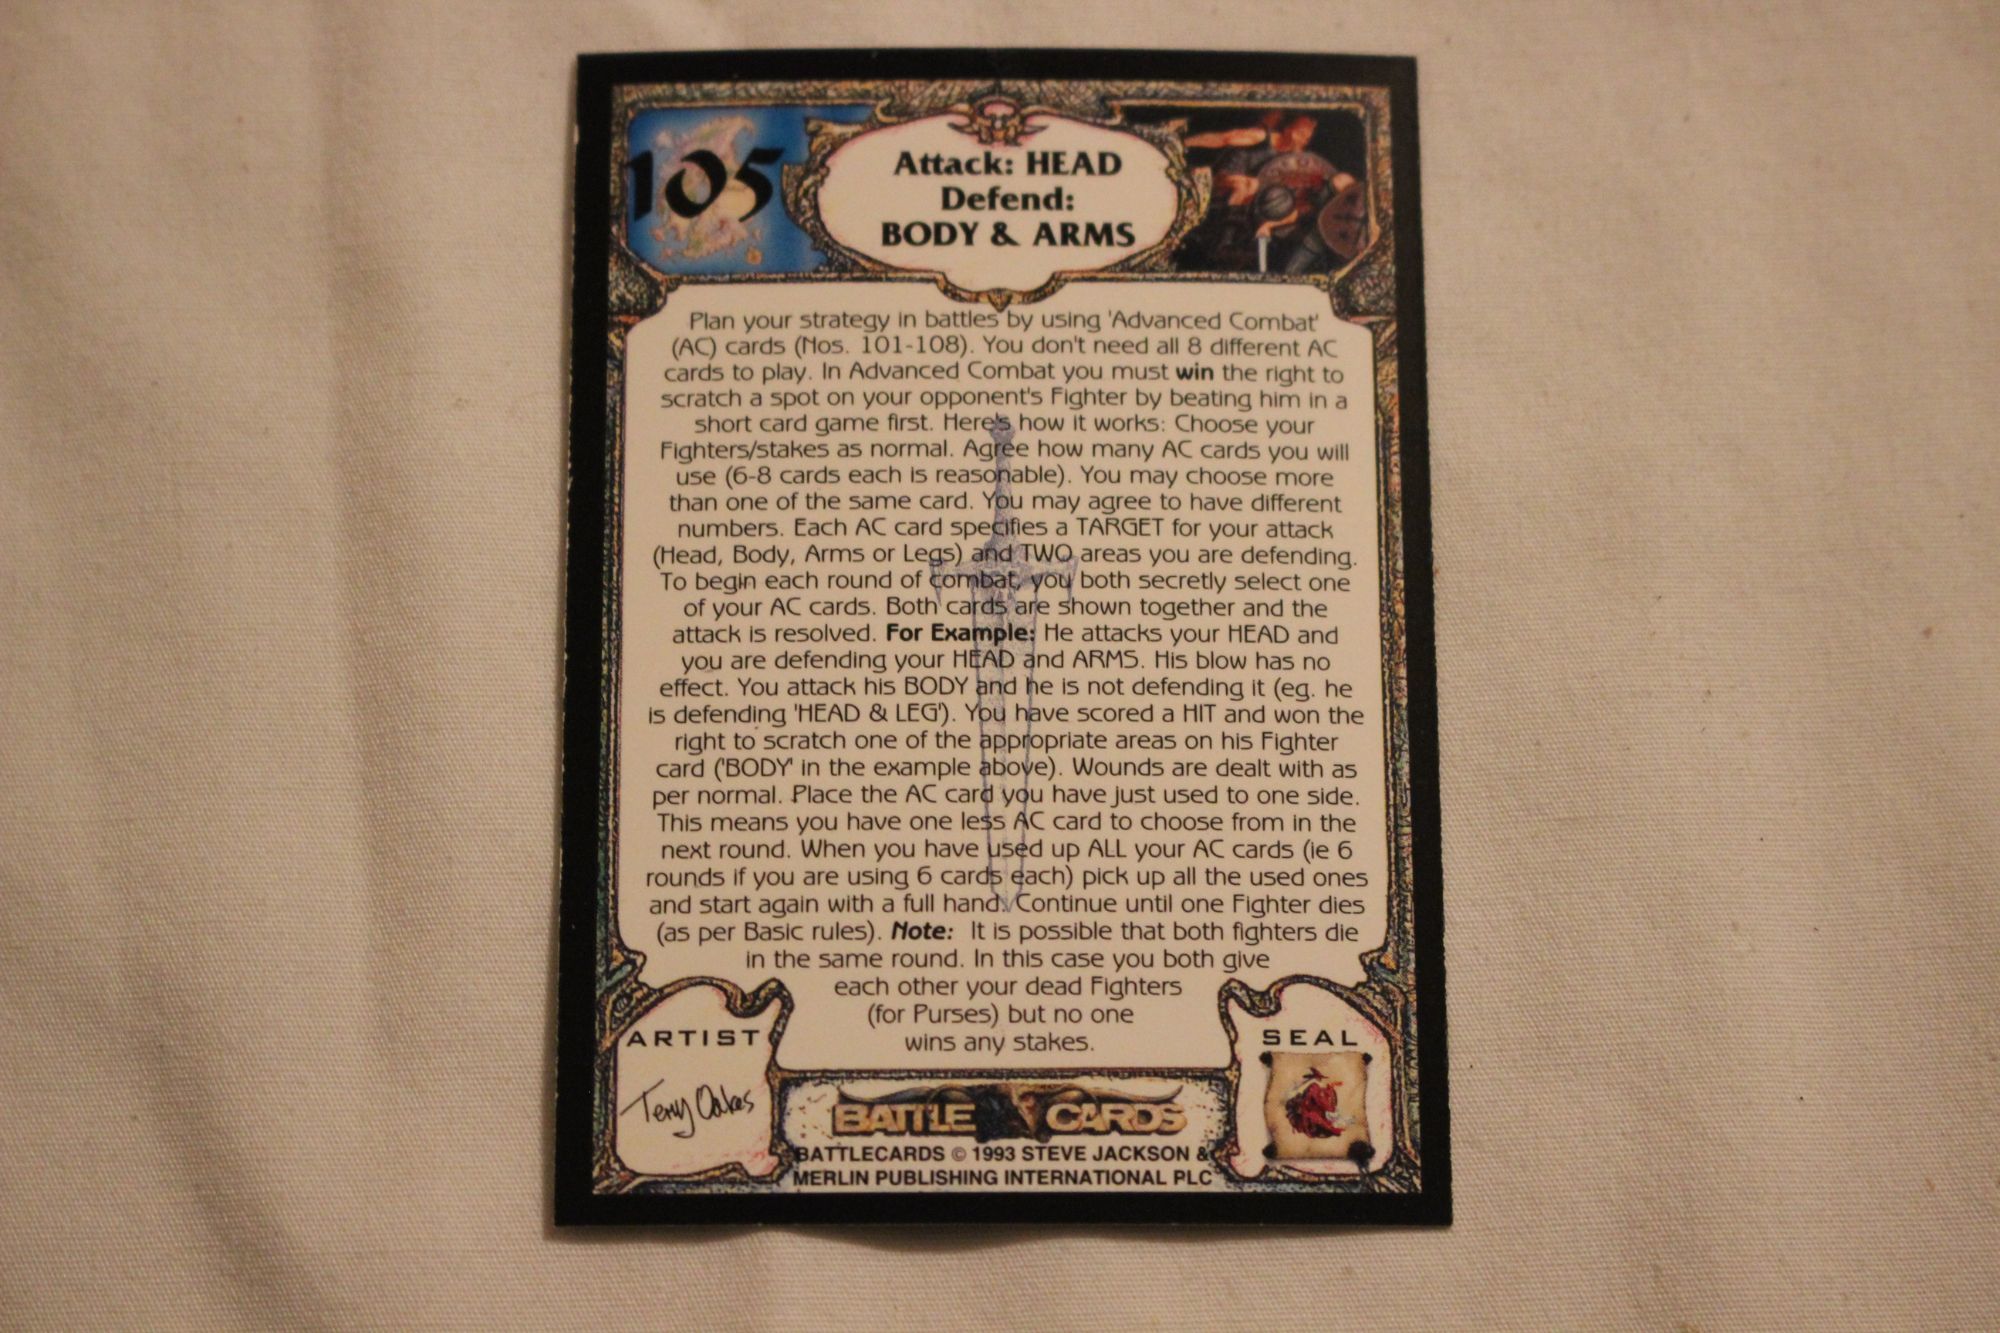 105
Attack: HEAD
Defend:
BODY & ARMS
Plan your strategy in battles by using 'Advanced Combat'
(AC) cards (Nos. 101-108). You don't need all 8 different AC
cards to play. In Advanced Combat you must win the right to
scratch a spot on your opponent's Fighter by beating him in a
short card game first. Here's how it works: Choose your
Fighters/stakes as normal. Agree how many AC cards you will
use (6-8 cards each is reasonable). You may choose more
than one of the same card. You may agree to have different
numbers. Each AC card specifies a TARGET for your attack
(Head, Body, Arms or Legs) and TWO areas you are defending.
To begin each round of combat, you both secretly select one
of your AC cards. Both cards are shown together and the
attack is resolved. For Example: He attacks your HEAD and
you are defending your HEAD and ARMS. His blow has no
effect. You attack his BODY and he is not defending it (eg. he
is defending 'HEAD & LEG'). You have scored a HIT and won the
right to scratch one of the appropriate areas on his Fighter
card ('BODY' in the example above). Wounds are dealt with as
per normal. Place the AC card you have just used to one side.
This means you have one less AC card to choose from in the
next round. When you have used up ALL your AC cards (ie 6
rounds if you are using 6 cards each) pick up all the used ones
and start again with a full hand. Continue until one Fighter dies
(as per Basic rules). Note: It is possible that both fighters die
in the same round. In this case you both give
each other your dead Fighters
(for Purses) but no one
wins any stakes.
ARTIST
Terry Oakes
SEAL
BATTLE CARDS
BATTLECARDS © 1993 STEVE JACKSON &
MERLIN PUBLISHING INTERNATIONAL PLC